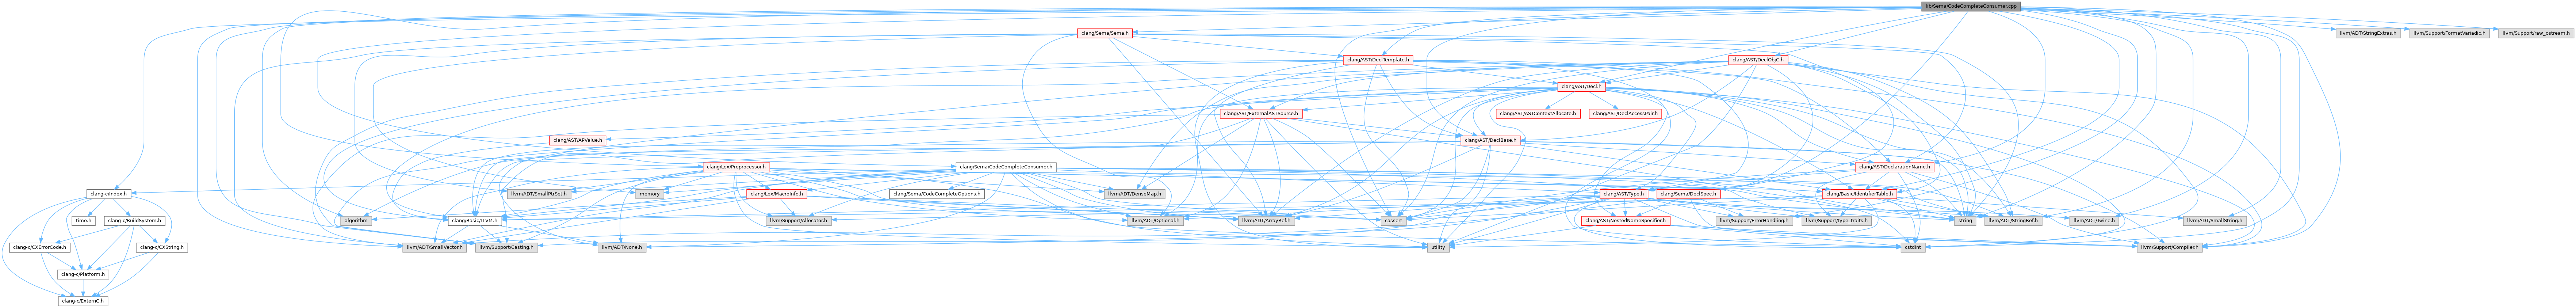 lib/Sema/CodeCompleteConsumer.cpp
clang/Sema/Sema.h
llvm/ADT/StringExtras.h
llvm/Support/FormatVariadic.h
llvm/Support/raw_ostream.h
clang/AST/DeclTemplate.h
clang/AST/DeclObjC.h
clang/AST/Decl.h
clang/AST/ExternalASTSource.h
clang/AST/ASTContextAllocate.h
clang/AST/DeclAccessPair.h
clang/AST/APValue.h
clang/AST/DeclBase.h
clang/Lex/Preprocessor.h
clang/Sema/CodeCompleteConsumer.h
clang/AST/DeclarationName.h
clang-c/Index.h
llvm/ADT/SmallPtrSet.h
memory
clang/Lex/MacroInfo.h
clang/Sema/CodeCompleteOptions.h
llvm/ADT/DenseMap.h
clang/AST/Type.h
clang/Sema/DeclSpec.h
clang/Basic/IdentifierTable.h
time.h
clang-c/BuildSystem.h
algorithm
clang/Basic/LLVM.h
llvm/Support/Allocator.h
llvm/ADT/Optional.h
llvm/ADT/ArrayRef.h
cassert
clang/AST/NestedNameSpecifier.h
llvm/Support/ErrorHandling.h
llvm/Support/type_traits.h
string
llvm/ADT/StringRef.h
llvm/ADT/Twine.h
llvm/ADT/SmallString.h
clang-c/CXErrorCode.h
clang-c/CXString.h
llvm/ADT/SmallVector.h
llvm/Support/Casting.h
llvm/ADT/None.h
utility
cstdint
llvm/Support/Compiler.h
clang-c/Platform.h
clang-c/ExternC.h